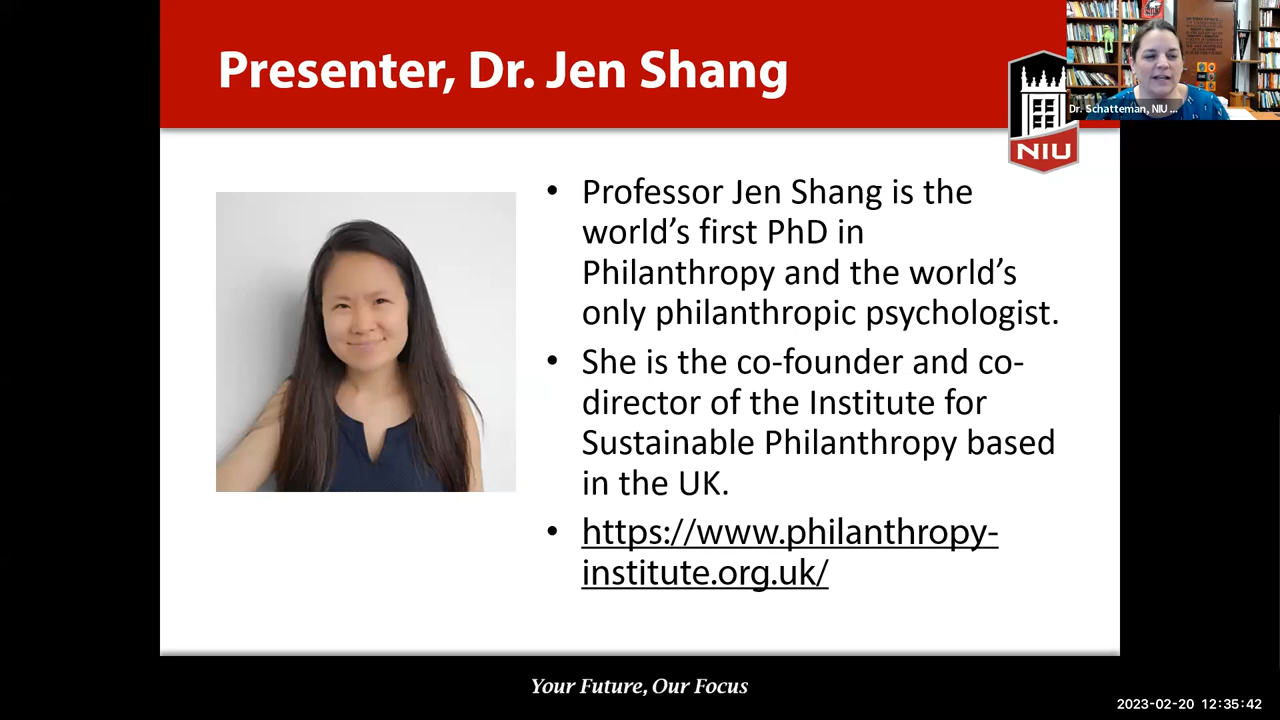 Presenter, Dr. Jen Shang
Dr. Schatteman, NIU ...
NIU
• Professor Jen Shang is the
world’s first PhD in
Philanthropy and the world’s
only philanthropic psychologist.
• She is the co-founder and co-
director of the Institute for
Sustainable Philanthropy based
in the UK.
• https://www.philanthropy-
institute.org.uk/
Your Future, Our Focus
2023-02-20 12:35:42